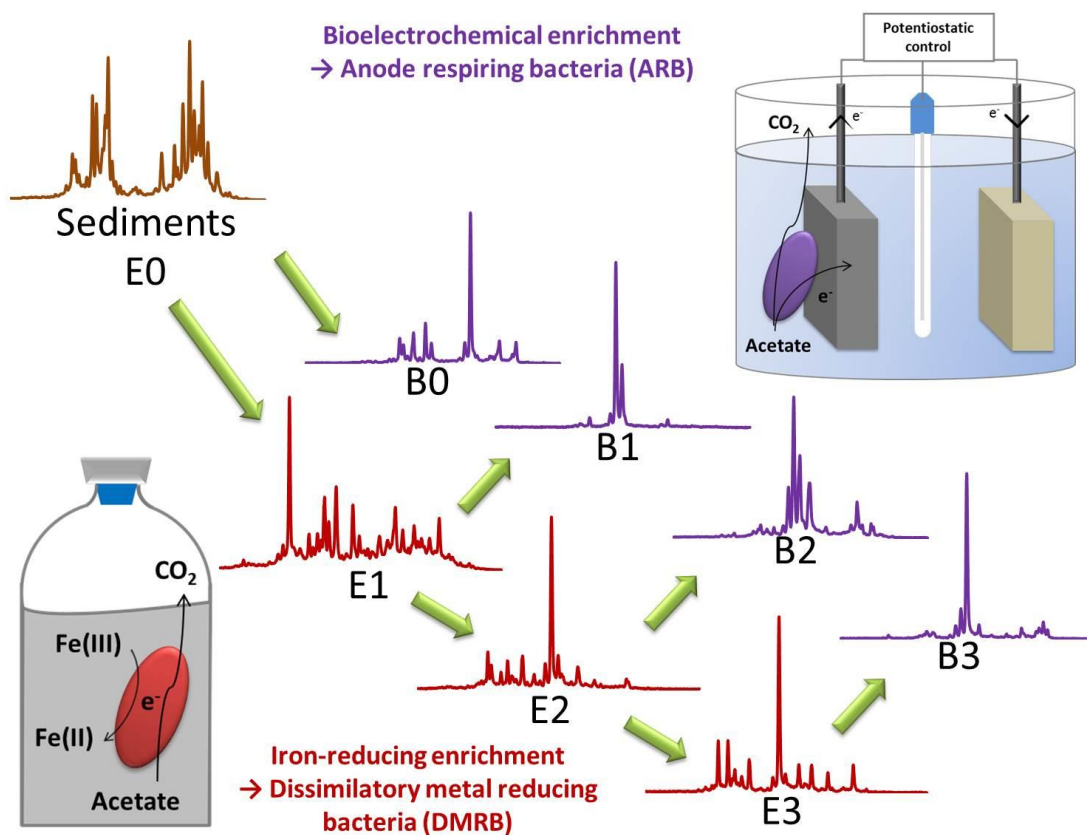 Bioelectrochemical enrichment
→ Anode respiring bacteria (ARB)
Potentiostatic
control
CO2
e-
e-
e-
Acetate
Sediments
E0
B0
B1
B2
B3
E1
E2
E3
CO2
Fe(III)
e-
Fe(II)
Acetate
Iron-reducing enrichment
→ Dissimilatory metal reducing
bacteria (DMRB)